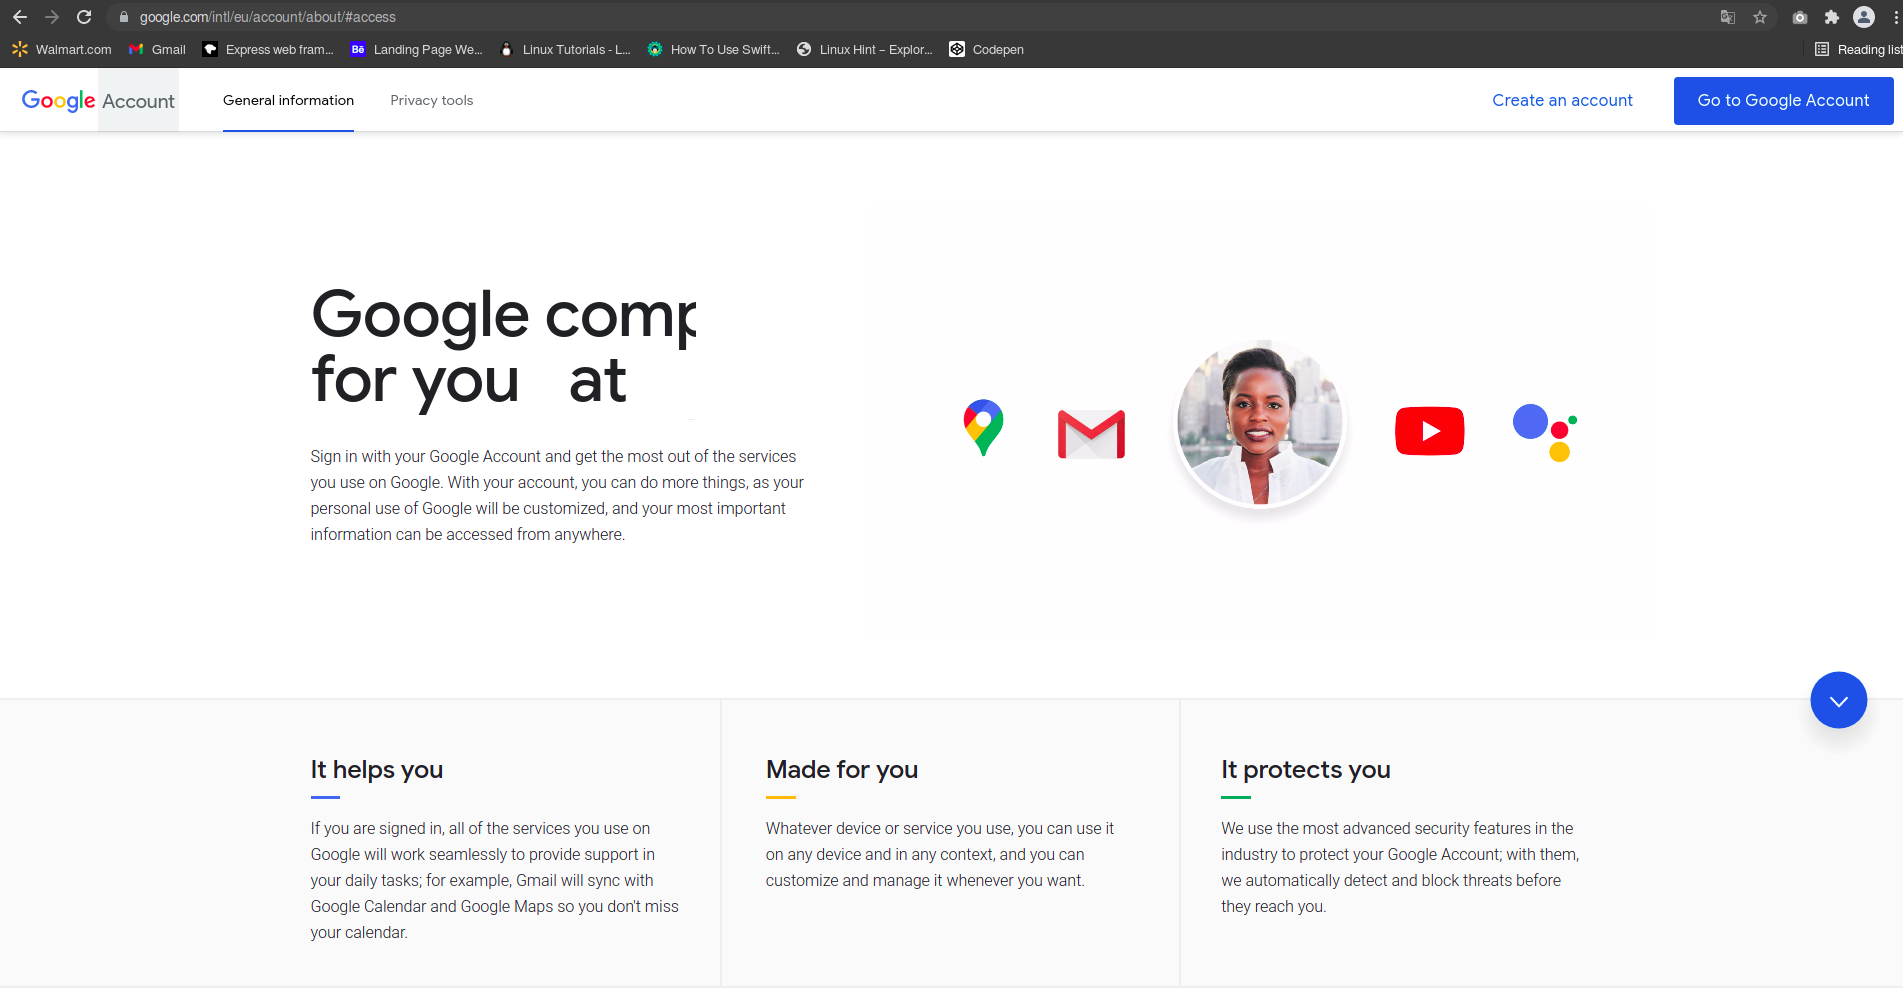 google.com/intl/eu/account/about/#access
Walmart.com Gmail Express web fram... Bē Landing Page We... Linux Tutorials - L... How To Use Swift... Linux Hint – Explor... Codepen Reading list
Google Account General information Privacy tools Create an account Go to Google Account
Google comp
for you at
Sign in with your Google Account and get the most out of the services
you use on Google. With your account, you can do more things, as your
personal use of Google will be customized, and your most important
information can be accessed from anywhere.
It helps you
If you are signed in, all of the services you use on
Google will work seamlessly to provide support in
your daily tasks; for example, Gmail will sync with
Google Calendar and Google Maps so you don't miss
your calendar.
Made for you
Whatever device or service you use, you can use it
on any device and in any context, and you can
customize and manage it whenever you want.
It protects you
We use the most advanced security features in the
industry to protect your Google Account; with them,
we automatically detect and block threats before
they reach you.